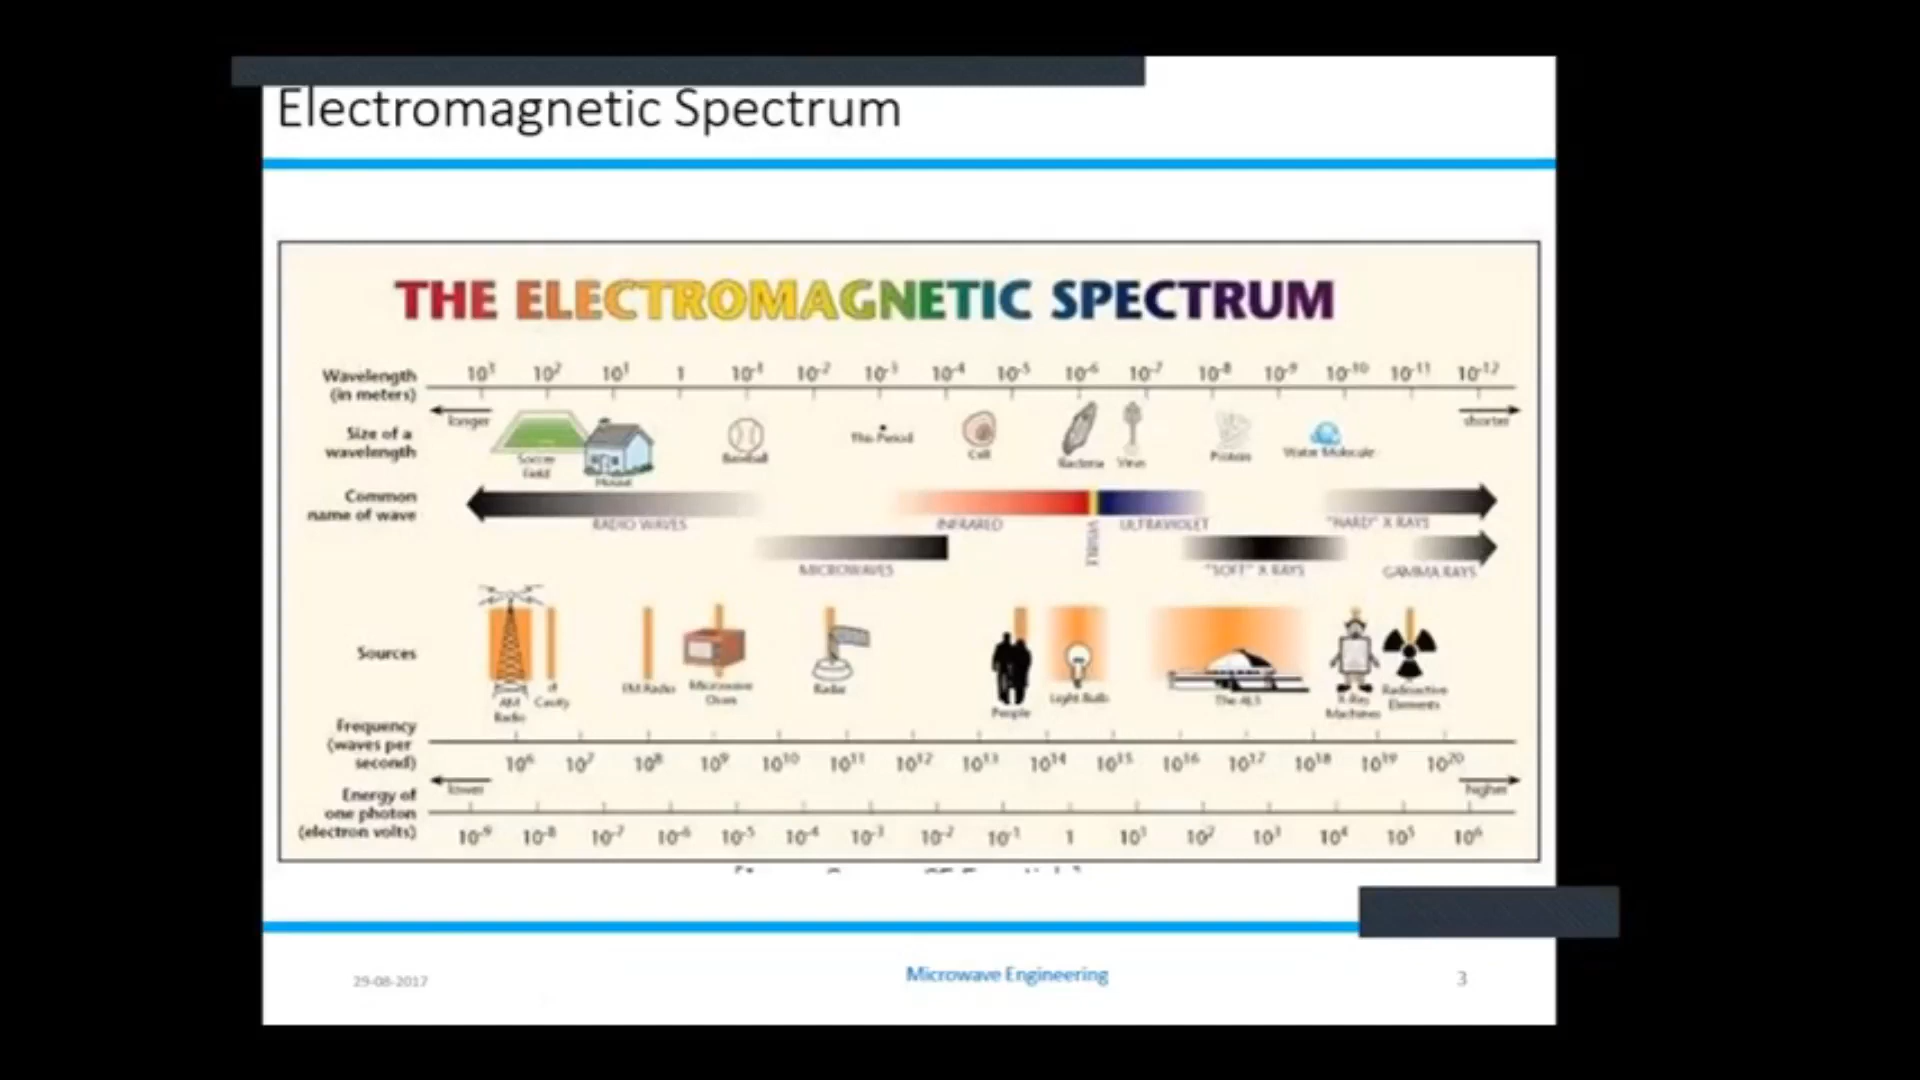 Electromagnetic Spectrum
THE ELECTROMAGNETIC SPECTRUM
Wavelength (in meters)
10³ 10² 10¹ 1 10⁻¹ 10⁻² 10⁻³ 10⁻⁴ 10⁻⁵ 10⁻⁶ 10⁻⁷ 10⁻⁸ 10⁻⁹ 10⁻¹⁰ 10⁻¹¹ 10⁻¹²
longer
shorter
Size of a wavelength
Soccer Field
House
Baseball
This Period
Cell
Bacteria
Virus
Protein
Water Molecule
Common name of wave
RADIO WAVES
INFRARED
VISIBLE
ULTRAVIOLET
"HARD" X RAYS
MICROWAVES
"SOFT" X RAYS
GAMMA RAYS
Sources
AM Radio
rf Cavity
FM Radio
Microwave Oven
Radar
People
Light Bulb
The ALS
X-Ray Machines
Radioactive Elements
Frequency (waves per second)
10⁶ 10⁷ 10⁸ 10⁹ 10¹⁰ 10¹¹ 10¹² 10¹³ 10¹⁴ 10¹⁵ 10¹⁶ 10¹⁷ 10¹⁸ 10¹⁹ 10²⁰
lower
higher
Energy of one photon (electron volts)
10⁻⁹ 10⁻⁸ 10⁻⁷ 10⁻⁶ 10⁻⁵ 10⁻⁴ 10⁻³ 10⁻² 10⁻¹ 1 10¹ 10² 10³ 10⁴ 10⁵ 10⁶
29-08-2017
Microwave Engineering
3